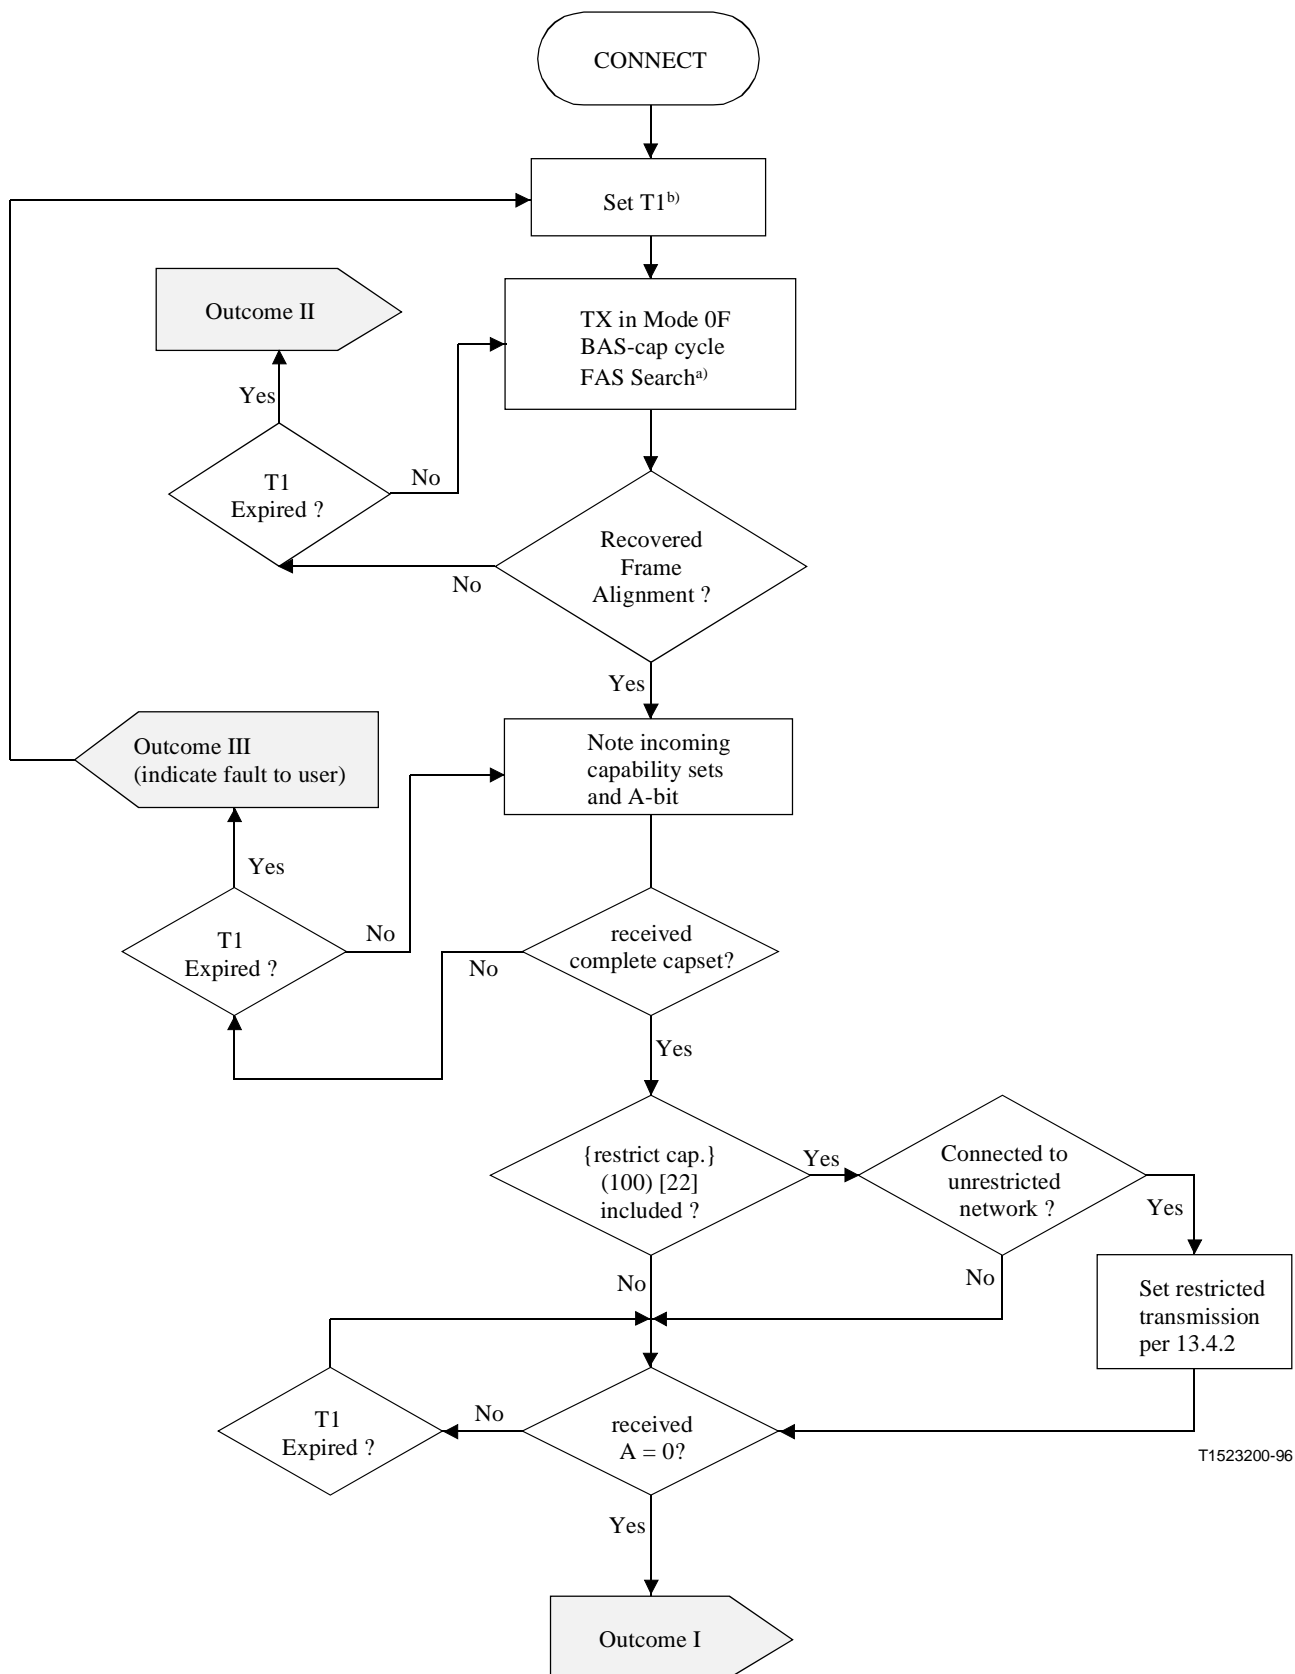 CONNECT
Set T1b)
Outcome II
TX in Mode 0F
BAS-cap cycle
FAS Searcha)
Yes
T1
Expired ?
No
Recovered
Frame
Alignment ?
No
Yes
Outcome III
(indicate fault to user)
Note incoming
capability sets
and A-bit
Yes
T1
Expired ?
No
received
complete capset?
No
Yes
{restrict cap.}
(100) [22]
included ?
Yes
Connected to
unrestricted
network ?
Yes
No
No
Set restricted
transmission
per 13.4.2
T1
Expired ?
No
received
A = 0?
T1523200-96
Yes
Outcome I